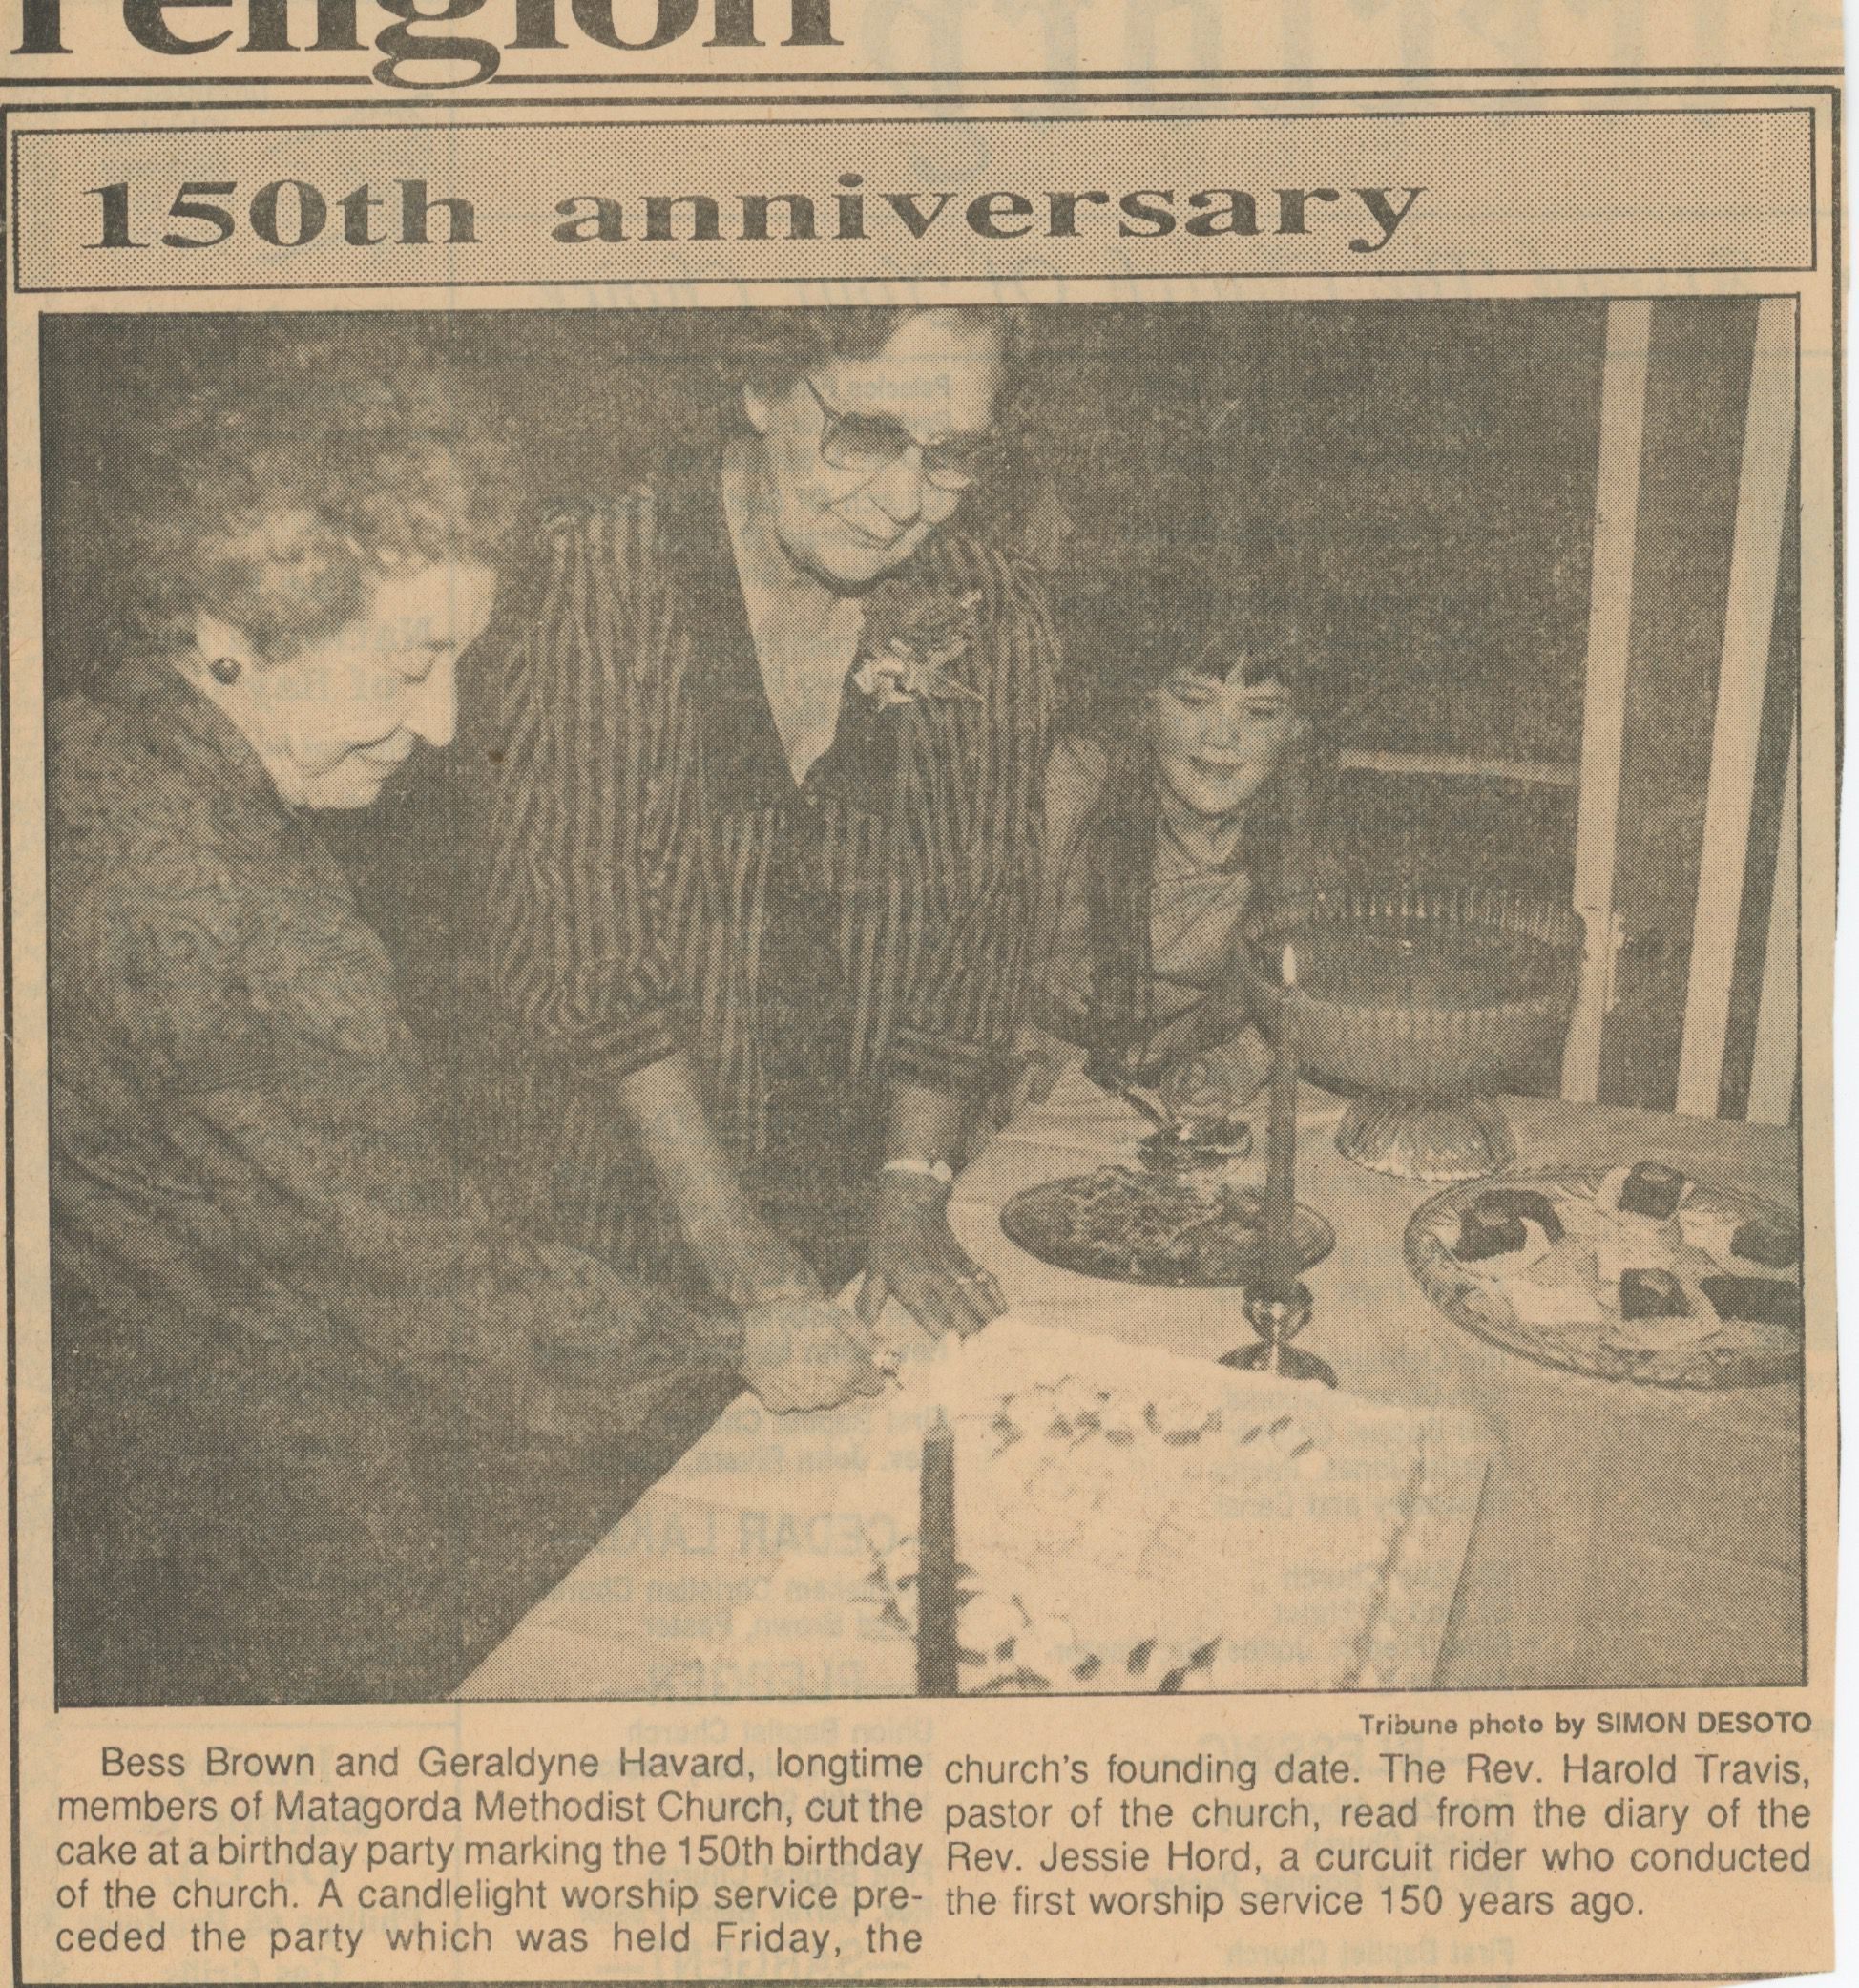 religion
150th anniversary
Tribune photo by SIMON DESOTO
Bess Brown and Geraldyne Havard, longtime
members of Matagorda Methodist Church, cut the
cake at a birthday party marking the 150th birthday
of the church. A candlelight worship service pre-
ceded the party which was held Friday, the
church's founding date. The Rev. Harold Travis,
pastor of the church, read from the diary of the
Rev. Jessie Hord, a curcuit rider who conducted
the first worship service 150 years ago.